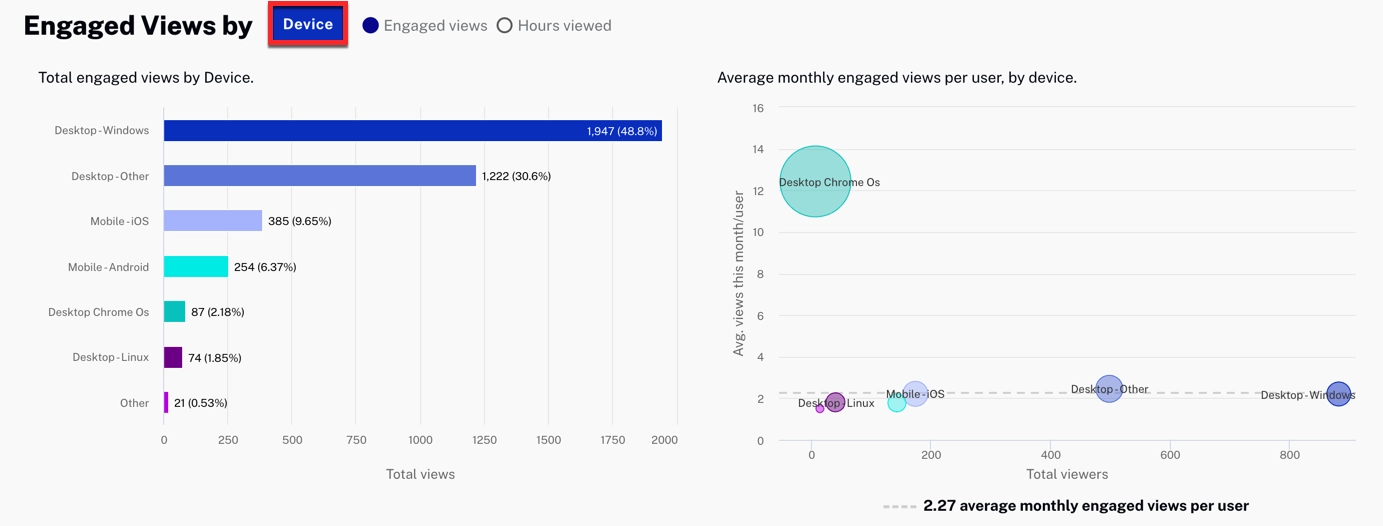 Engaged Views by Device Engaged views Hours viewed
Total engaged views by Device.
Desktop - Windows 1,947 (48.8%)
Desktop - Other 1,222 (30.6%)
Mobile - iOS 385 (9.65%)
Mobile - Android 254 (6.37%)
Desktop Chrome Os 87 (2.18%)
Desktop - Linux 74 (1.85%)
Other 21 (0.53%)
0 250 500 750 1000 1250 1500 1750 2000
Total views
Average monthly engaged views per user, by device.
Avg. views this month/user
16
14
12
10
8
6
4
2
0
Desktop Chrome Os
Desktop - Linux
Mobile - iOS
Desktop - Other
Desktop - Windows
0 200 400 600 800
Total viewers
2.27 average monthly engaged views per user